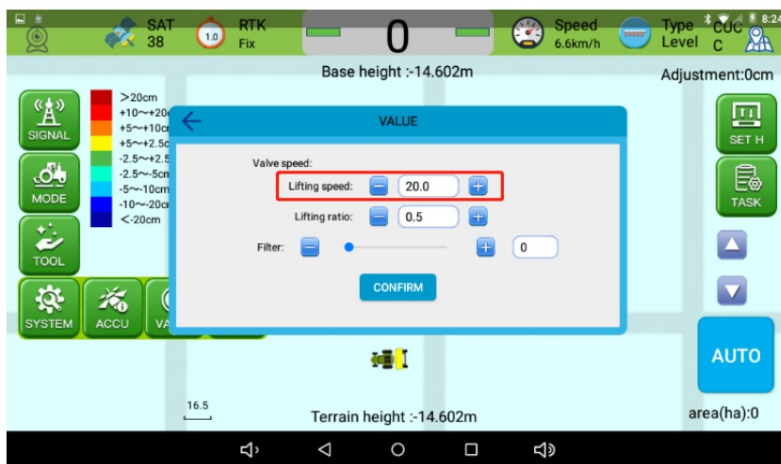 8:24
SAT
38
1.0
RTK
Fix
0
Speed
6.6km/h
Type
Level
CUC
C
Base height :-14.602m
Adjustment:0cm
SIGNAL
>20cm
+10~+20
+5~+10c
+5~+2.5c
-2.5~+2.5
-2.5~-5cm
-5~-10cm
-10~-20c
<-20cm
VALUE
Valve speed:
Lifting speed:
20.0
Lifting ratio:
0.5
Filter:
0
CONFIRM
SET H
MODE
TASK
TOOL
SYSTEM
ACCU
VA
AUTO
16.5
Terrain height :-14.602m
area(ha):0